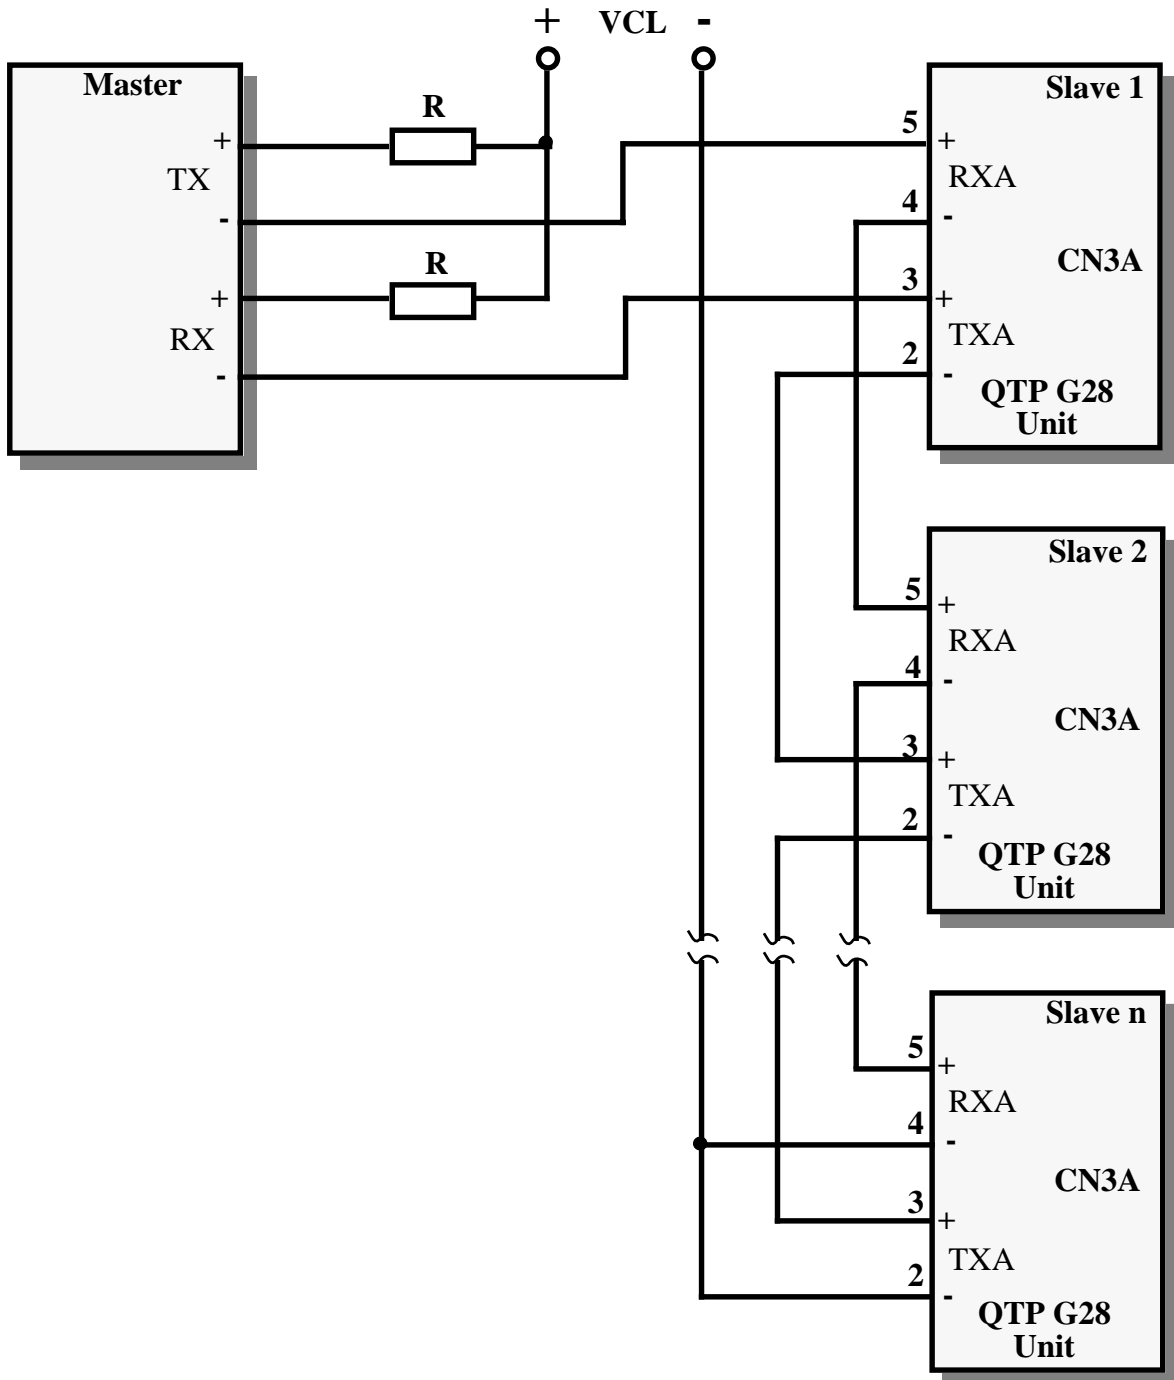 + VCL -
Master
+
TX
-
R
+
RX
-
R
Slave 1
5 +
RXA
4 -
CN3A
3 +
TXA
2 -
QTP G28
Unit
Slave 2
5 +
RXA
4 -
CN3A
3 +
TXA
2 -
QTP G28
Unit
Slave n
5 +
RXA
4 -
CN3A
3 +
TXA
2 -
QTP G28
Unit